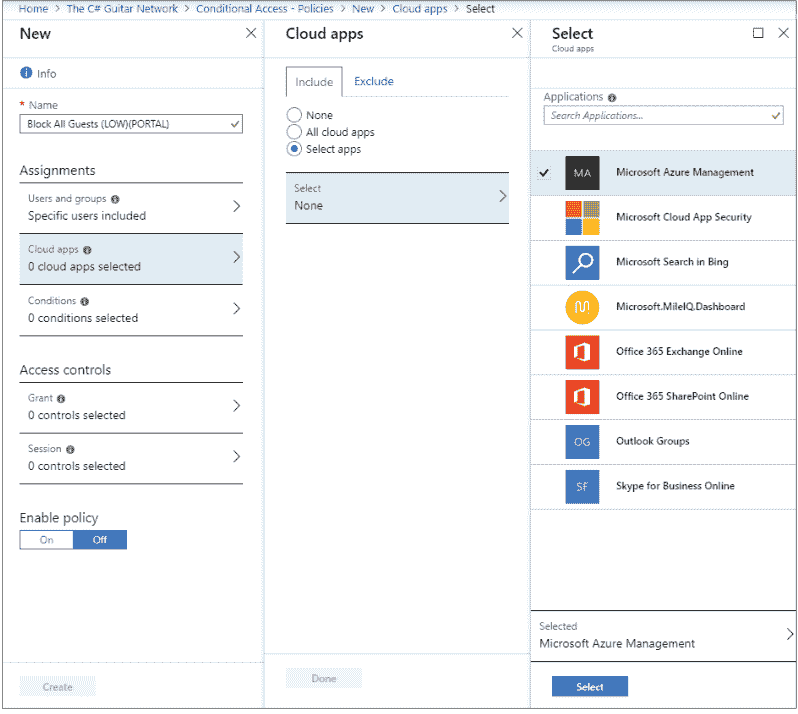 Home > The C# Guitar Network > Conditional Access - Policies > New > Cloud apps > Select
New
Info
* Name
Block All Guests (LOW)(PORTAL)
Assignments
Users and groups
Specific users included
Cloud apps
0 cloud apps selected
Conditions
0 conditions selected
Access controls
Grant
0 controls selected
Session
0 controls selected
Enable policy
On Off
Create
Cloud apps
Include Exclude
None
All cloud apps
Select apps
Select
None
Done
Select
Cloud apps
Applications
Search Applications...
MA Microsoft Azure Management
Microsoft Cloud App Security
Microsoft Search in Bing
Microsoft.MileIQ.Dashboard
Office 365 Exchange Online
Office 365 SharePoint Online
OG Outlook Groups
SF Skype for Business Online
Selected
Microsoft Azure Management
Select